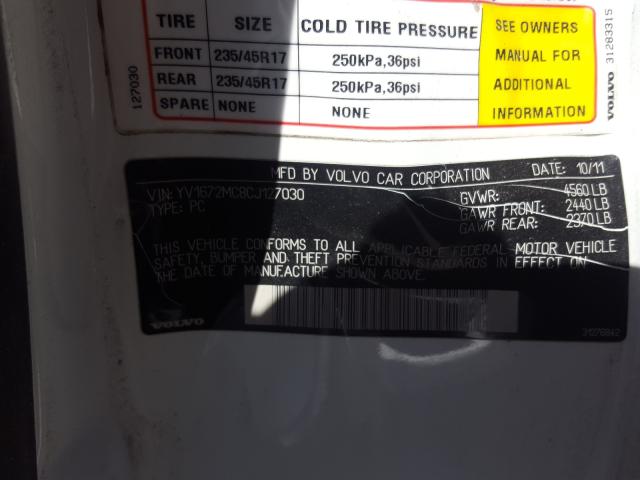 TIRE SIZE COLD TIRE PRESSURE SEE OWNERS
FRONT 235/45R17 250kPa,36psi MANUAL FOR
REAR 235/45R17 250kPa,36psi ADDITIONAL
SPARE NONE NONE INFORMATION
127030
VOLVO 31283315
MFD BY VOLVO CAR CORPORATION DATE: 10/11
VIN: YV1672MC8CJ127030 GVWR: 4560 LB
TYPE: PC GAWR FRONT: 2440 LB
GAWR REAR: 2370 LB
THIS VEHICLE CONFORMS TO ALL APPLICABLE FEDERAL MOTOR VEHICLE
SAFETY, BUMPER AND THEFT PREVENTION STANDARDS IN EFFECT ON
THE DATE OF MANUFACTURE SHOWN ABOVE.
VOLVO 31276842